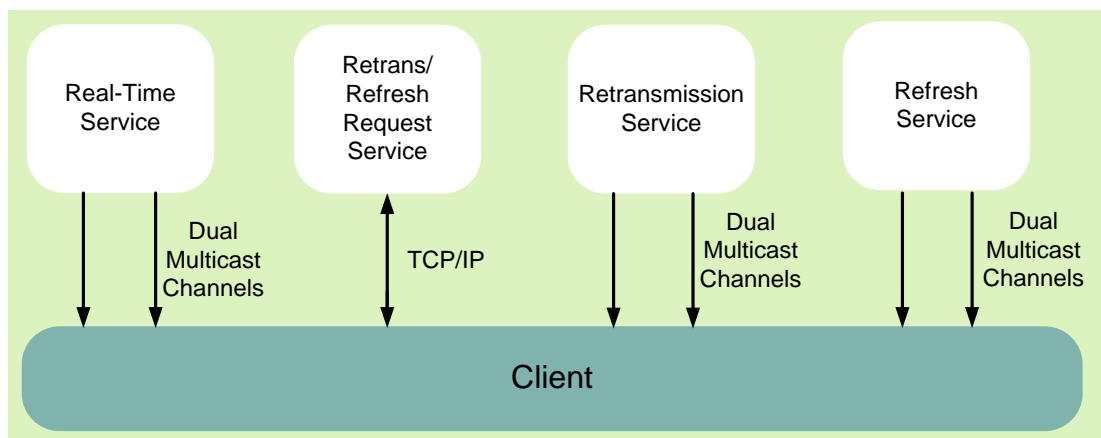 Real-Time
Service
Retrans/
Refresh
Request
Service
Retransmission
Service
Refresh
Service
Dual
Multicast
Channels
TCP/IP
Dual
Multicast
Channels
Dual
Multicast
Channels
Client